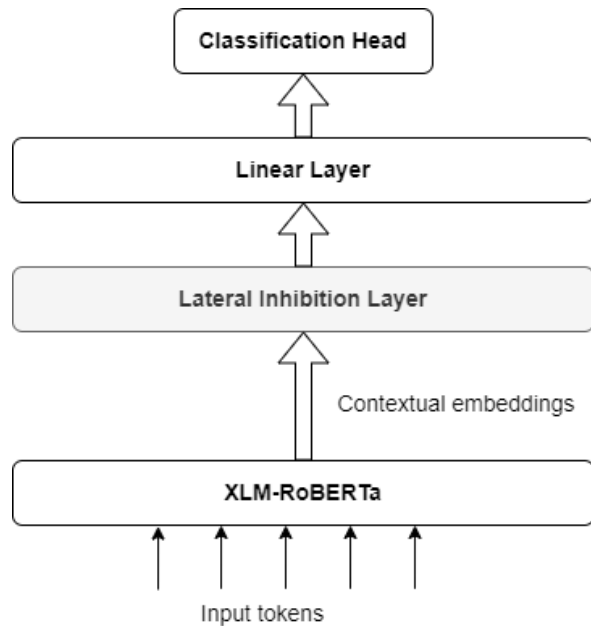 Classification Head
Linear Layer
Lateral Inhibition Layer
Contextual embeddings
XLM-RoBERTa
Input tokens